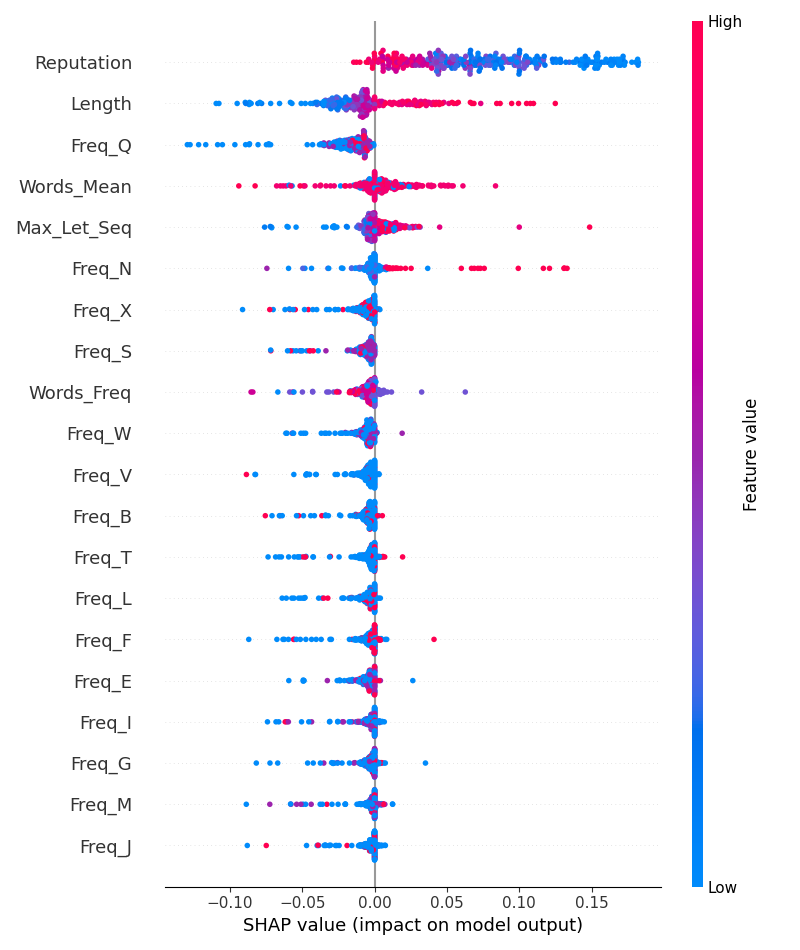 High
Reputation
Length
Freq_Q
Words_Mean
Max_Let_Seq
Freq_N
Freq_X
Freq_S
Words_Freq
Freq_W
Freq_V
Freq_B
Freq_T
Freq_L
Freq_F
Freq_E
Freq_I
Freq_G
Freq_M
Freq_J
Feature value
Low
−0.10 −0.05 0.00 0.05 0.10 0.15
SHAP value (impact on model output)